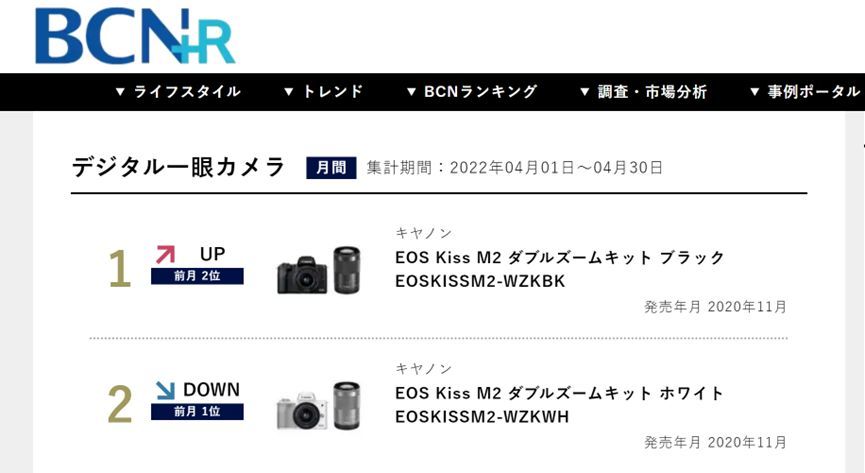 BCN+R
▼ ライフスタイル ▼ トレンド ▼ BCNランキング ▼ 調査・市場分析 ▼ 事例ポータル
デジタル一眼カメラ 月間 集計期間：2022年04月01日～04月30日
1
UP
前月 2位
キヤノン
EOS Kiss M2 ダブルズームキット ブラック
EOSKISSM2-WZKBK
発売年月 2020年11月
2
DOWN
前月 1位
キヤノン
EOS Kiss M2 ダブルズームキット ホワイト
EOSKISSM2-WZKWH
発売年月 2020年11月